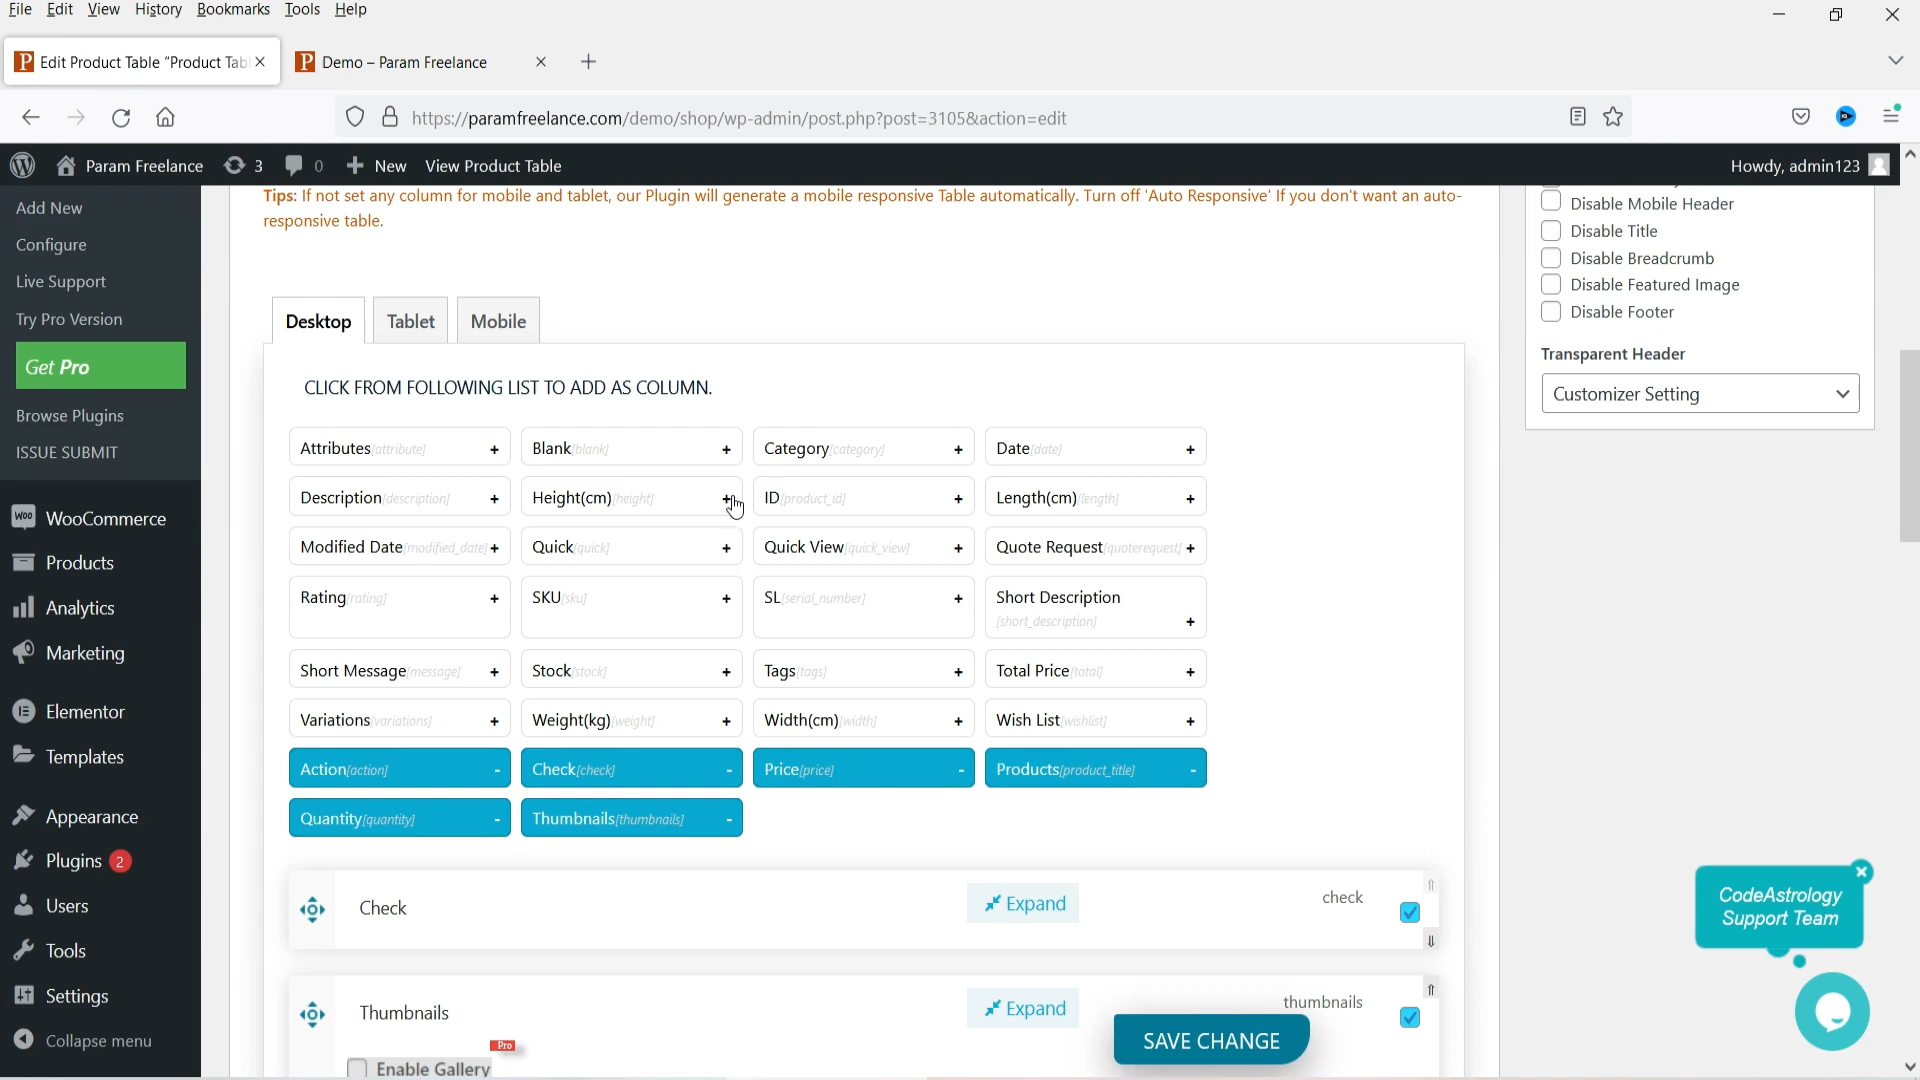 File Edit View History Bookmarks Tools Help
Edit Product Table “Product Tab
Demo – Param Freelance
https://paramfreelance.com/demo/shop/wp-admin/post.php?post=3105&action=edit
Param Freelance 3 0 New View Product Table Howdy, admin123
Add New
Configure
Live Support
Try Pro Version
Get Pro
Browse Plugins
ISSUE SUBMIT
WooCommerce
Products
Analytics
Marketing
Elementor
Templates
Appearance
Plugins 2
Users
Tools
Settings
Collapse menu
Tips: If not set any column for mobile and tablet, our Plugin will generate a mobile responsive Table automatically. Turn off 'Auto Responsive' If you don't want an auto-
responsive table.
Desktop Tablet Mobile
CLICK FROM FOLLOWING LIST TO ADD AS COLUMN.
Attributes[attribute] + Blank[blank] + Category[category] + Date[date] +
Description[description] + Height(cm)[height] + ID[product_id] + Length(cm)[length] +
Modified Date[modified_date] + Quick[quick] + Quick View[quick_view] + Quote Request[quoterequest] +
Rating[rating] + SKU[sku] + SL[serial_number] + Short Description
[short_description] +
Short Message[message] + Stock[stock] + Tags[tags] + Total Price[total] +
Variations[variations] + Weight(kg)[weight] + Width(cm)[width] + Wish List[wishlist] +
Action[action] - Check[check] - Price[price] - Products[product_title] -
Quantity[quantity] - Thumbnails[thumbnails] -
Check Expand check
Thumbnails Expand thumbnails
Pro
Enable Gallery
SAVE CHANGE
Disable Mobile Header
Disable Title
Disable Breadcrumb
Disable Featured Image
Disable Footer
Transparent Header
Customizer Setting
CodeAstrology
Support Team